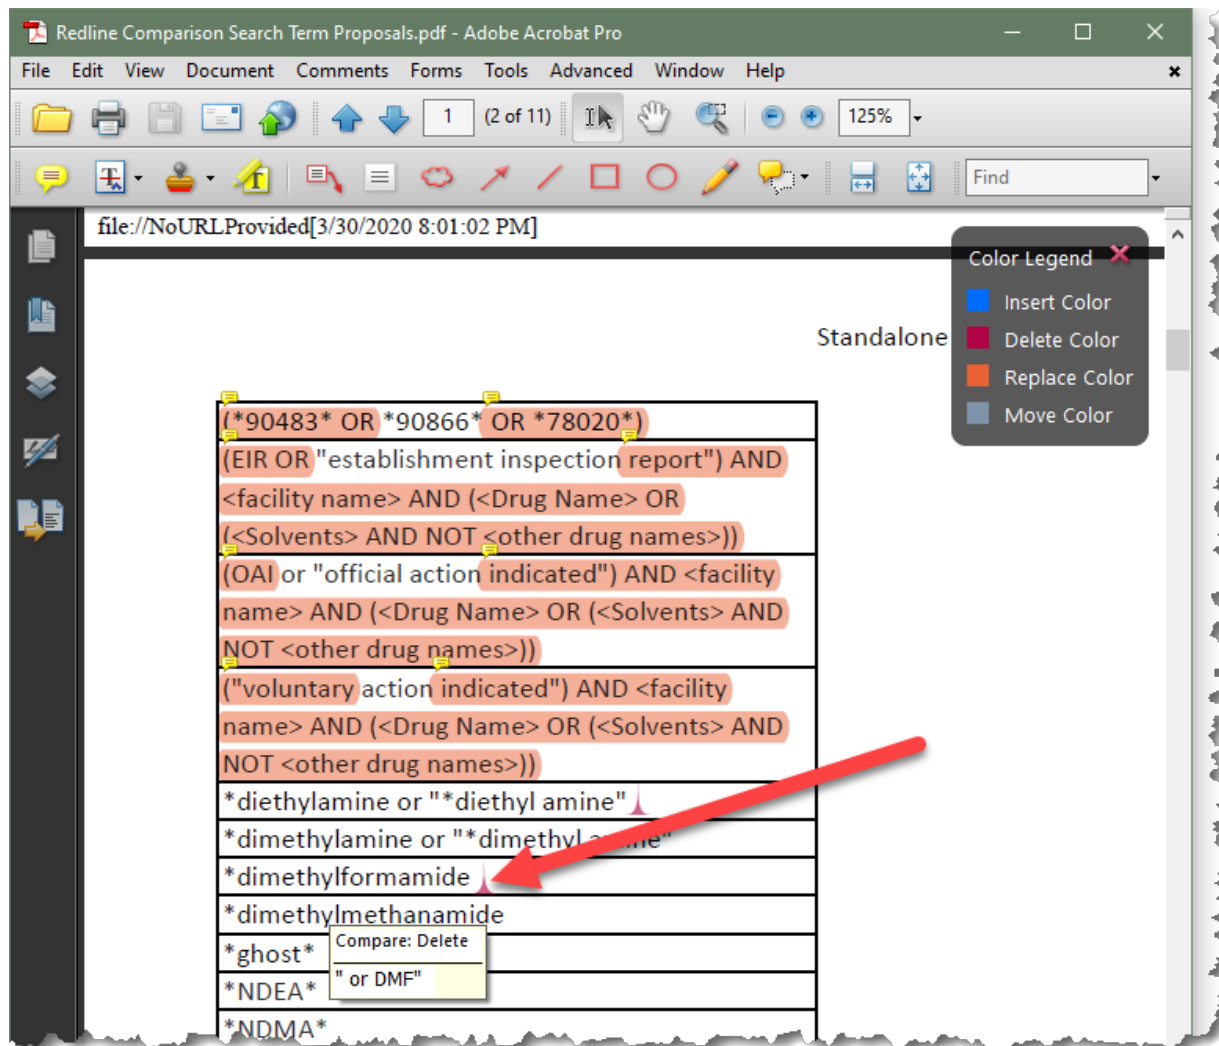 Redline Comparison Search Term Proposals.pdf - Adobe Acrobat Pro
File Edit View Document Comments Forms Tools Advanced Window Help
1 (2 of 11) 125%
Find
file://NoURLProvided[3/30/2020 8:01:02 PM]
Color Legend
Insert Color
Delete Color
Replace Color
Move Color
Standalone
(*90483* OR *90866* OR *78020*)
(EIR OR "establishment inspection report") AND
<facility name> AND (<Drug Name> OR
(<Solvents> AND NOT <other drug names>))
(OAI or "official action indicated") AND <facility
name> AND (<Drug Name> OR (<Solvents> AND
NOT <other drug names>))
("voluntary action indicated") AND <facility
name> AND (<Drug Name> OR (<Solvents> AND
NOT <other drug names>))
*diethylamine or "*diethyl amine"
*dimethylamine or "*dimethyl amine"
*dimethylformamide
*dimethylmethanamide
*ghost*
Compare: Delete
" or DMF"
*NDEA*
*NDMA*